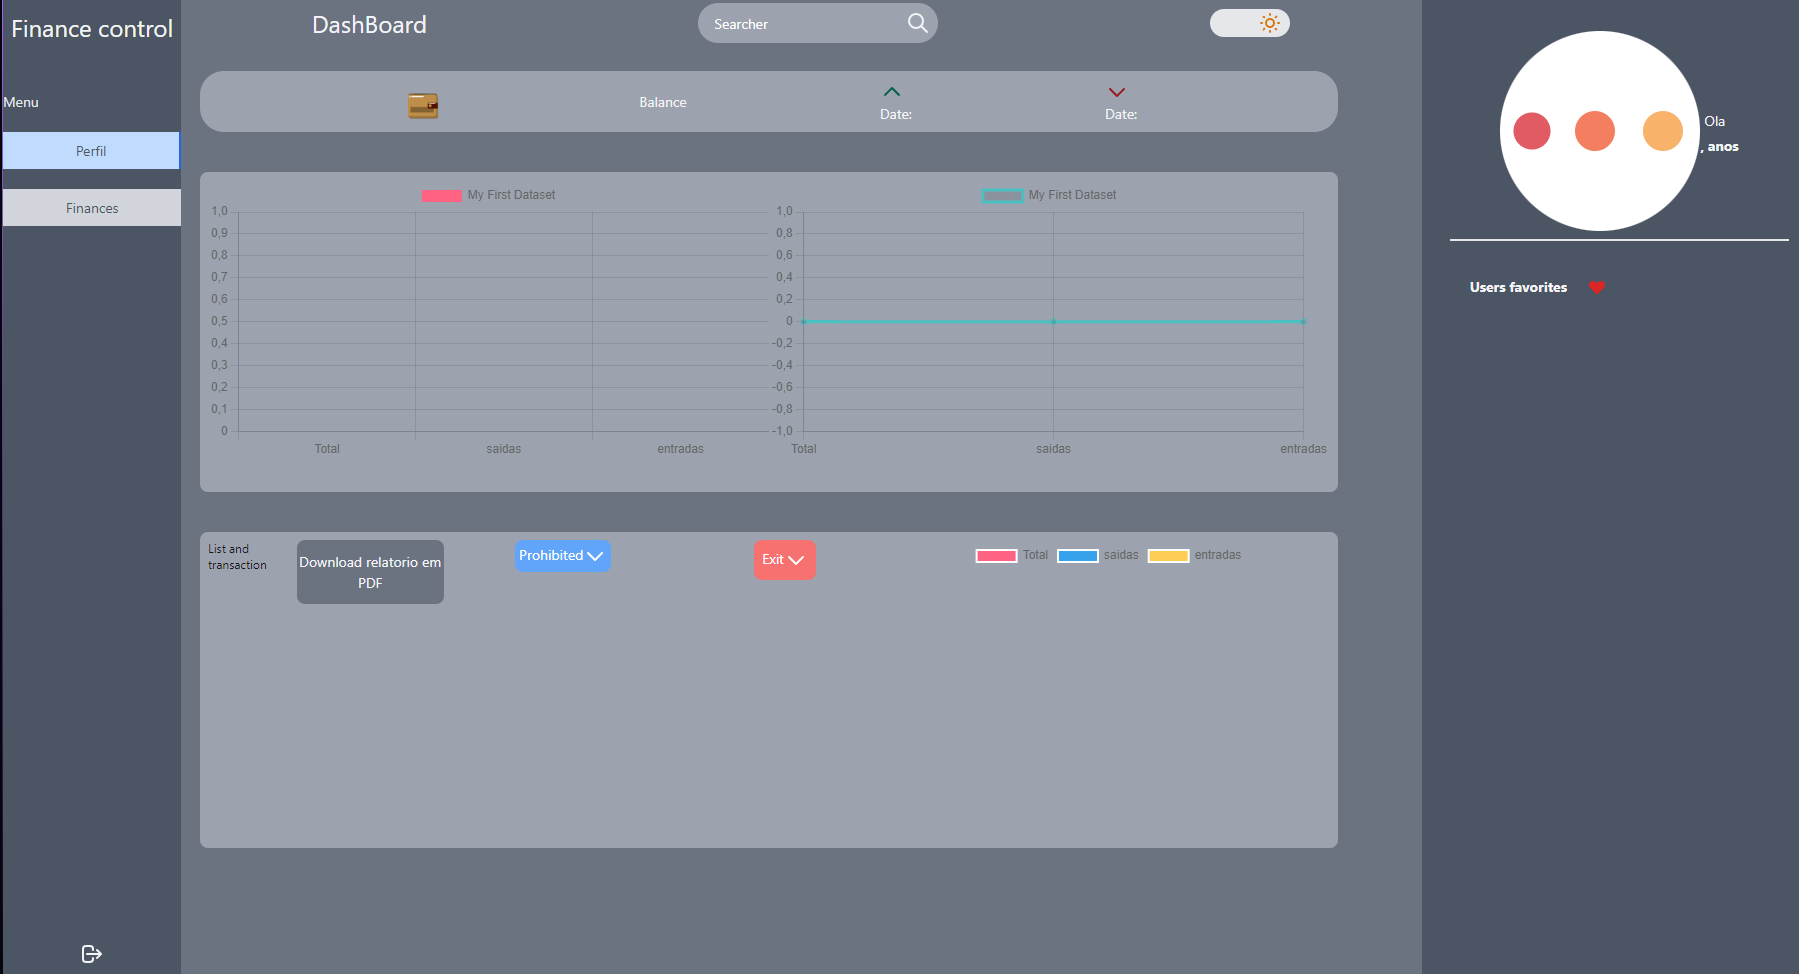 Finance control
Menu
Perfil
Finances
DashBoard
Searcher
Balance
Date:
Date:
My First Dataset
1,0
0,9
0,8
0,7
0,6
0,5
0,4
0,3
0,2
0,1
0
Total
saidas
entradas
My First Dataset
1,0
0,8
0,6
0,4
0,2
0
-0,2
-0,4
-0,6
-0,8
-1,0
Total
saidas
entradas
List and
transaction
Download relatorio em
PDF
Prohibited
Exit
Total
saidas
entradas
Ola
, anos
Users favorites